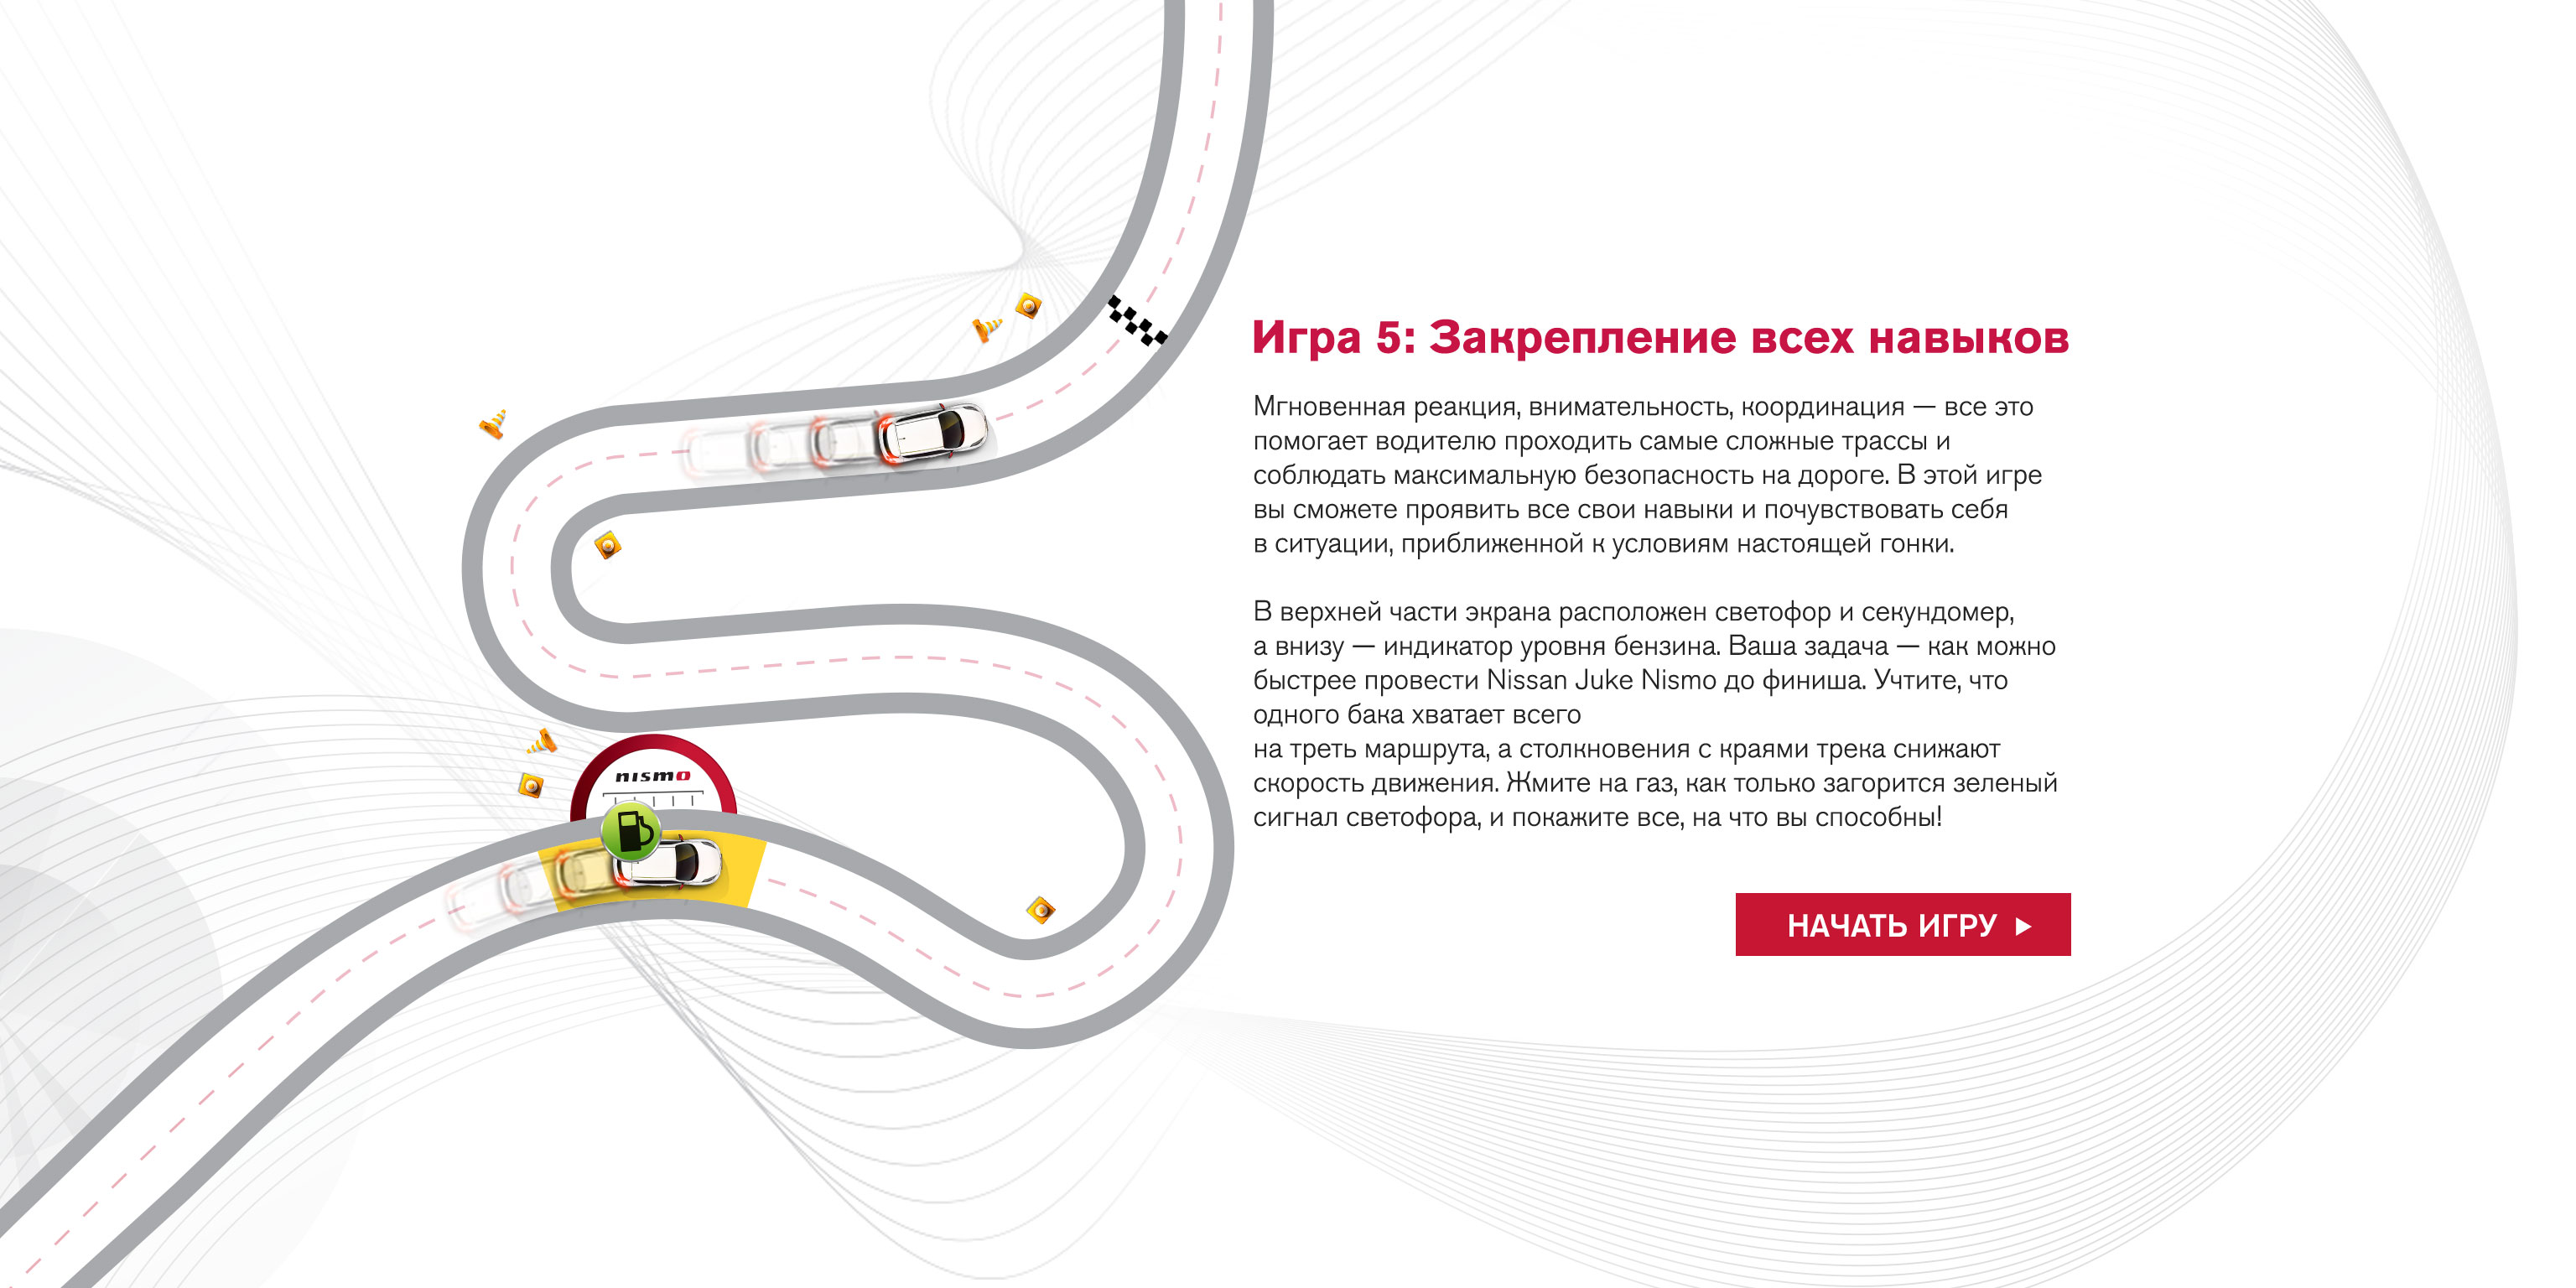 Игра 5: Закрепление всех навыков
Мгновенная реакция, внимательность, координация — все это
помогает водителю проходить самые сложные трассы и
соблюдать максимальную безопасность на дороге. В этой игре
вы сможете проявить все свои навыки и почувствовать себя
в ситуации, приближенной к условиям настоящей гонки.
В верхней части экрана расположен светофор и секундомер,
а внизу — индикатор уровня бензина. Ваша задача — как можно
быстрее провести Nissan Juke Nismo до финиша. Учтите, что
одного бака хватает всего
на треть маршрута, а столкновения с краями трека снижают
скорость движения. Жмите на газ, как только загорится зеленый
сигнал светофора, и покажите все, на что вы способны!
НАЧАТЬ ИГРУ
nismo